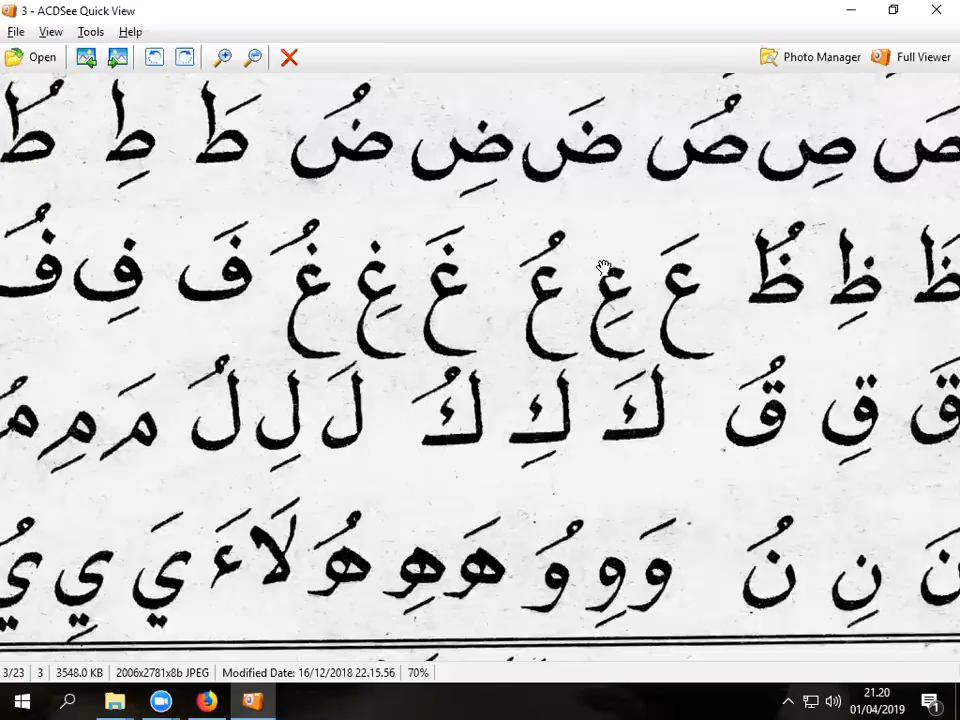 3 - ACDSee Quick View
File View Tools Help
Open Photo Manager Full Viewer
صَ صِ صُ ضَ ضِ ضُ طَ طِ طُ
ظَ ظِ ظُ عَ عِ عُ غَ غِ غُ فَ فِ فُ
قَ قِ قُ كَ كِ كُ لَ لِ لُ مَ مِ مُ
نَ نِ نُ وَ وِ وُ هَ هِ هُ لَا ءَ يَ يِ يُ
3/23 3 3548.0 KB 2006x2781x8b JPEG Modified Date: 16/12/2018 22.15.56 70%
21.20
01/04/2019
1